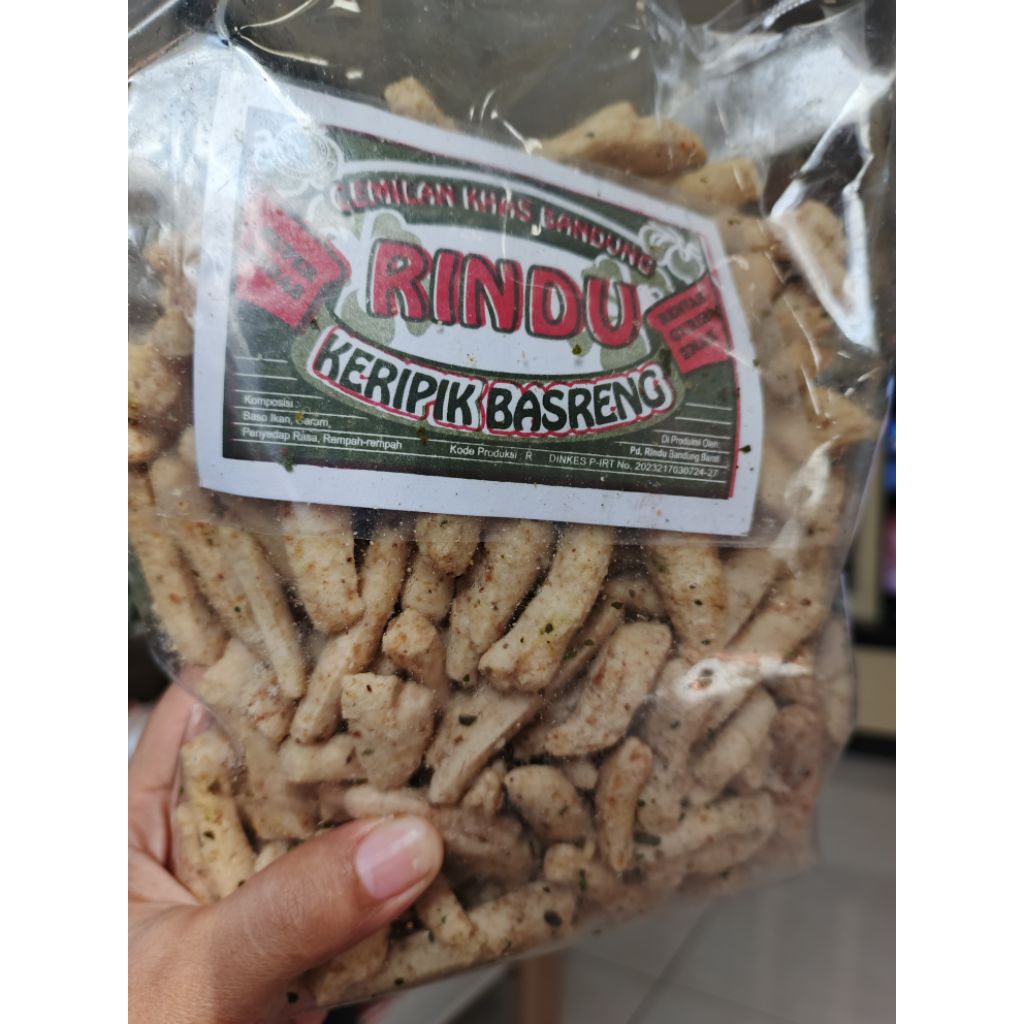 CEMILAN KHAS BANDUNG
RINDU
KERIPIK BASRENG
Komposisi :
Baso Ikan, Garam,
Penyedap Rasa, Rempah-rempah
Kode Produksi : R
DINKES P-IRT No. 2023217030724-27
Di Produksi Oleh:
Pd. Rindu Bandung Barat